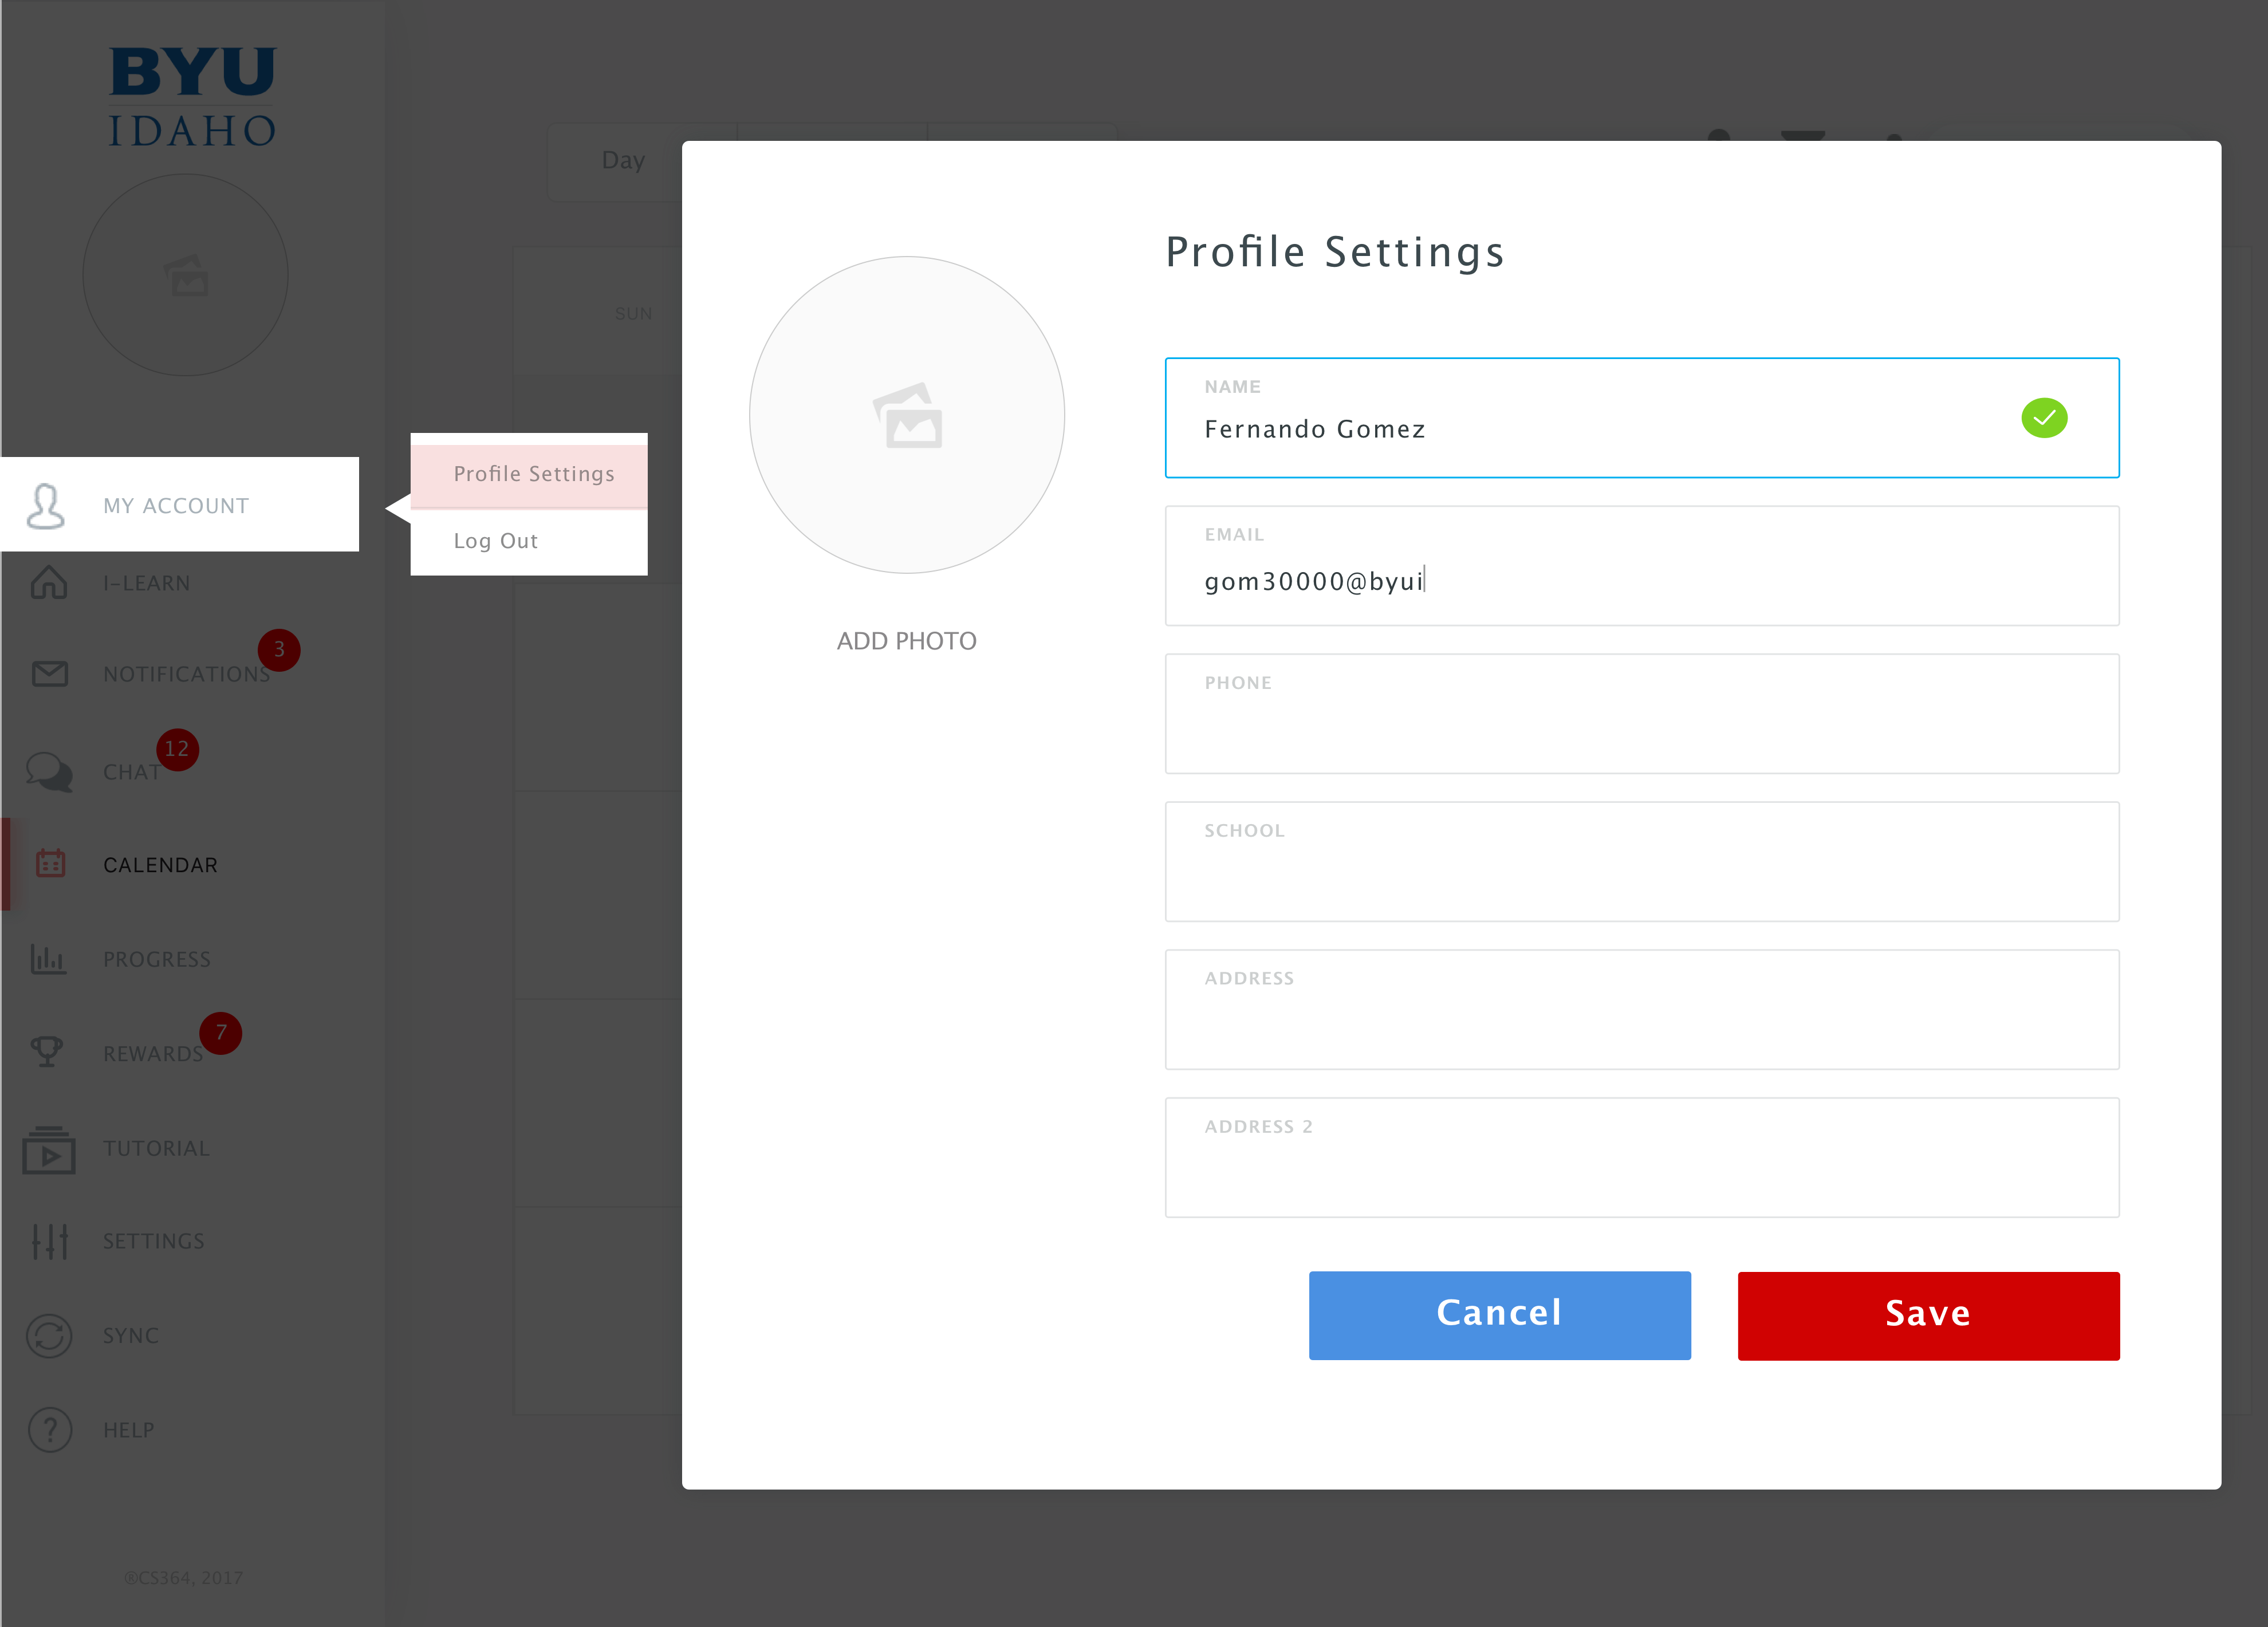 BYU
IDAHO
MY ACCOUNT
I-LEARN
NOTIFICATIONS
3
CHAT
12
CALENDAR
PROGRESS
REWARDS
7
TUTORIAL
SETTINGS
SYNC
HELP
®CS364, 2017
Profile Settings
Log Out
Day
SUN
ADD PHOTO
Profile Settings
NAME
Fernando Gomez
EMAIL
gom30000@byui
PHONE
SCHOOL
ADDRESS
ADDRESS 2
Cancel
Save